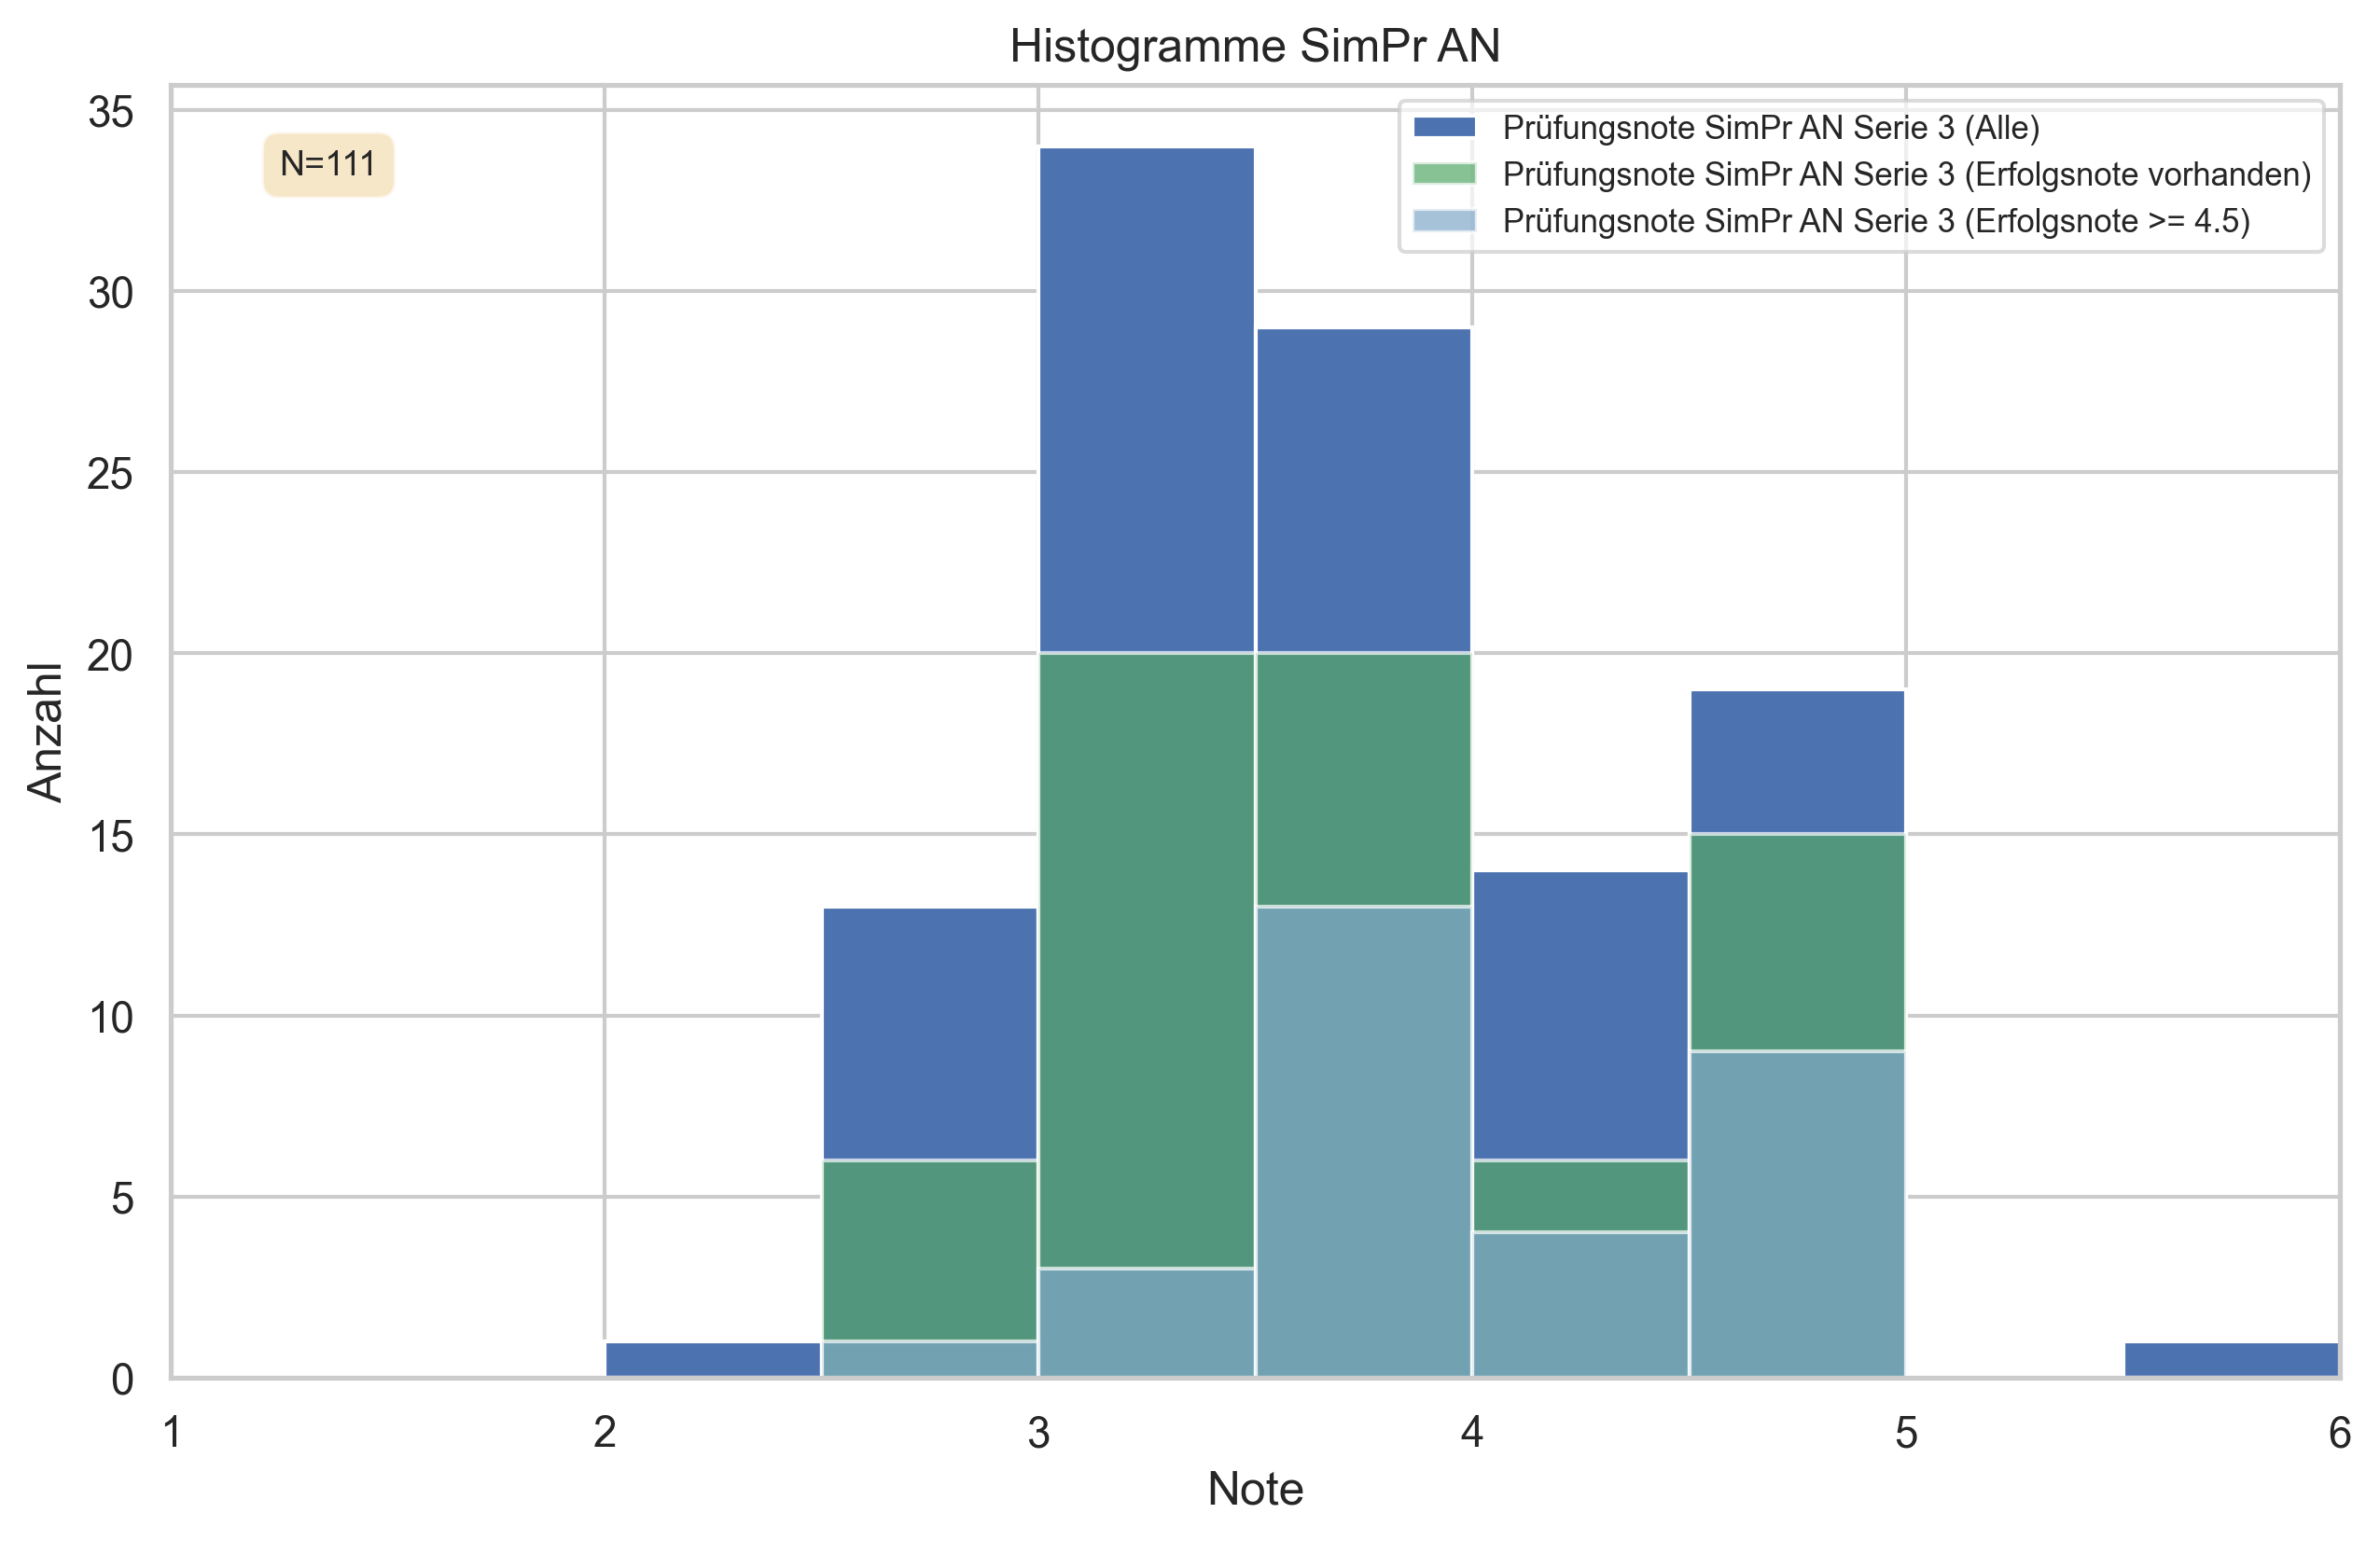 Histogramme SimPr AN
N=111
Prüfungsnote SimPr AN Serie 3 (Alle)
Prüfungsnote SimPr AN Serie 3 (Erfolgsnote vorhanden)
Prüfungsnote SimPr AN Serie 3 (Erfolgsnote >= 4.5)
Anzahl
35
30
25
20
15
10
5
0
1 2 3 4 5 6
Note